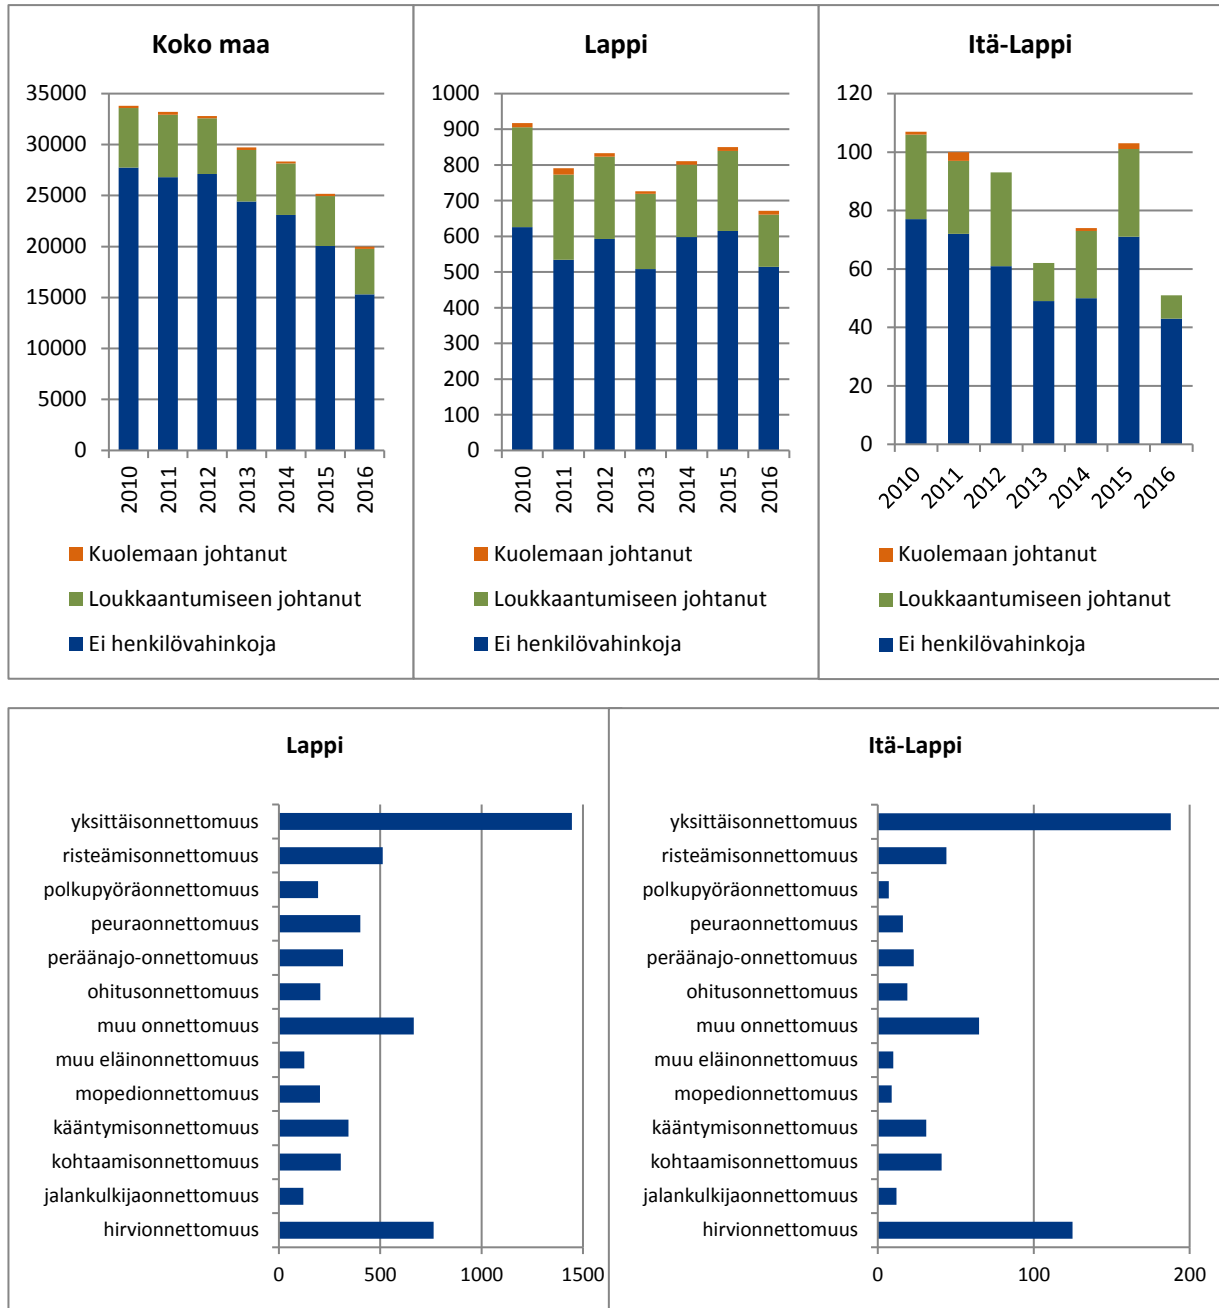 Koko maa
35000
30000
25000
20000
15000
10000
5000
0
2010
2011
2012
2013
2014
2015
2016
Kuolemaan johtanut
Loukkaantumiseen johtanut
Ei henkilövahinkoja
Lappi
1000
900
800
700
600
500
400
300
200
100
0
2010
2011
2012
2013
2014
2015
2016
Kuolemaan johtanut
Loukkaantumiseen johtanut
Ei henkilövahinkoja
Itä-Lappi
120
100
80
60
40
20
0
2010
2011
2012
2013
2014
2015
2016
Kuolemaan johtanut
Loukkaantumiseen johtanut
Ei henkilövahinkoja
Lappi
yksittäisonnettomuus
risteämisonnettomuus
polkupyöräonnettomuus
peuraonnettomuus
peräänajo-onnettomuus
ohitusonnettomuus
muu onnettomuus
muu eläinonnettomuus
mopedionnettomuus
kääntymisonnettomuus
kohtaamisonnettomuus
jalankulkijaonnettomuus
hirvionnettomuus
0
500
1000
1500
Itä-Lappi
yksittäisonnettomuus
risteämisonnettomuus
polkupyöräonnettomuus
peuraonnettomuus
peräänajo-onnettomuus
ohitusonnettomuus
muu onnettomuus
muu eläinonnettomuus
mopedionnettomuus
kääntymisonnettomuus
kohtaamisonnettomuus
jalankulkijaonnettomuus
hirvionnettomuus
0
100
200